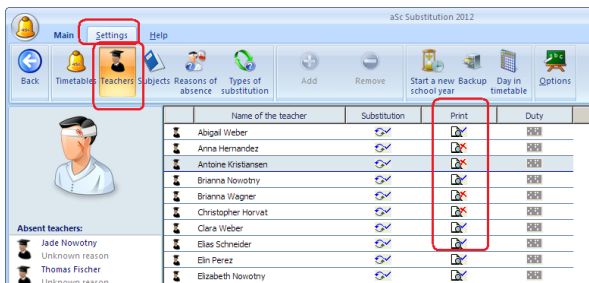 aSc Substitution 2012
Main Settings Help
Back Timetables Teachers Subjects Reasons of absence Types of substitution Add Remove Start a new school year Backup Day in timetable Options
Name of the teacher Substitution Print Duty
Abigail Weber
Anna Hernandez
Antoine Kristiansen
Brianna Nowotny
Brianna Wagner
Christopher Horvat
Clara Weber
Elias Schneider
Elin Perez
Elizabeth Nowotny
Absent teachers:
Jade Nowotny
Unknown reason
Thomas Fischer
Unknown reason